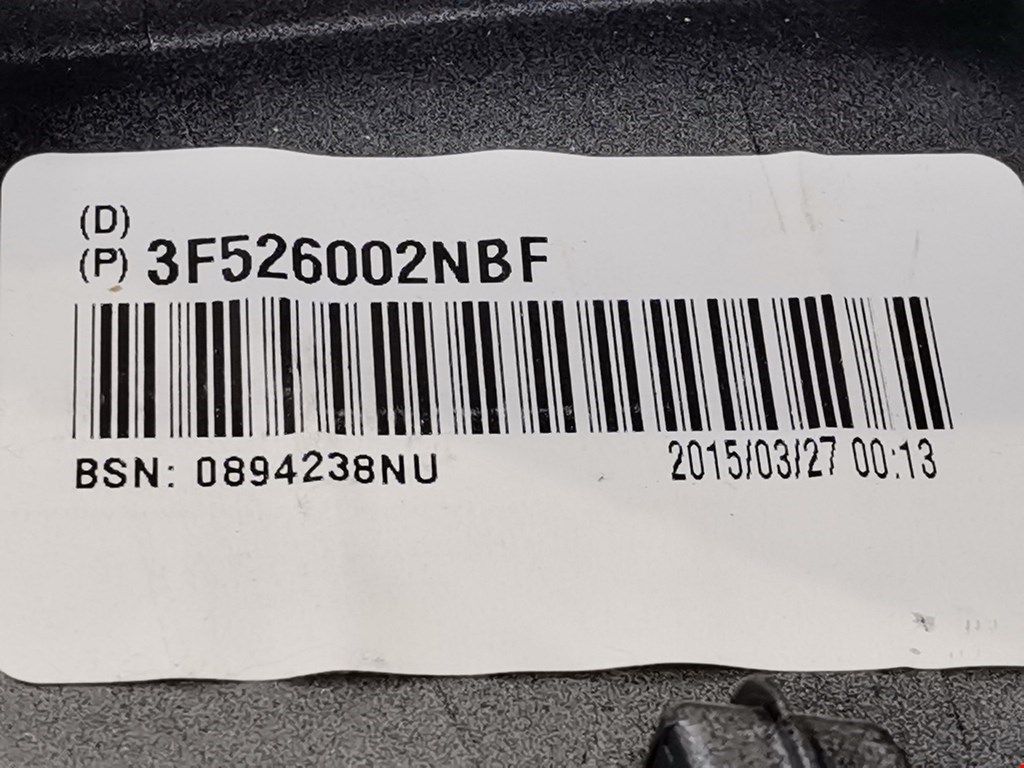 (D)
(P) 3F526002NBF
BSN: 0894238NU
2015/03/27 00:13